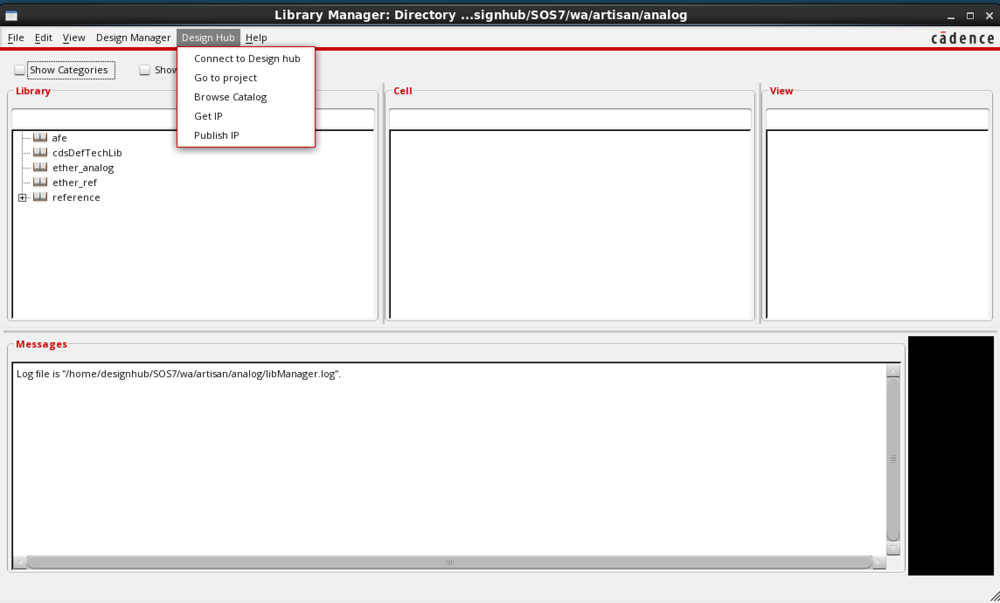 Library Manager: Directory ...signhub/SOS7/wa/artisan/analog
File Edit View Design Manager Design Hub Help
cādence
Connect to Design hub
Go to project
Browse Catalog
Get IP
Publish IP
Show Categories
Show
Library
Cell
View
afe
cdsDefTechLib
ether_analog
ether_ref
reference
Messages
Log file is "/home/designhub/SOS7/wa/artisan/analog/libManager.log".